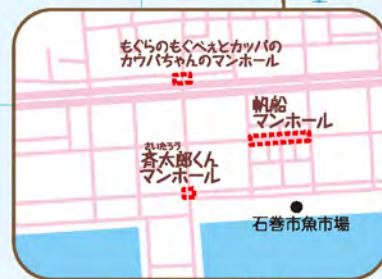 もぐらのもぐべぇとカッパの
カウパちゃんのマンホール
帆船
マンホール
さいたろう
斉太郎くん
マンホール
石巻市魚市場